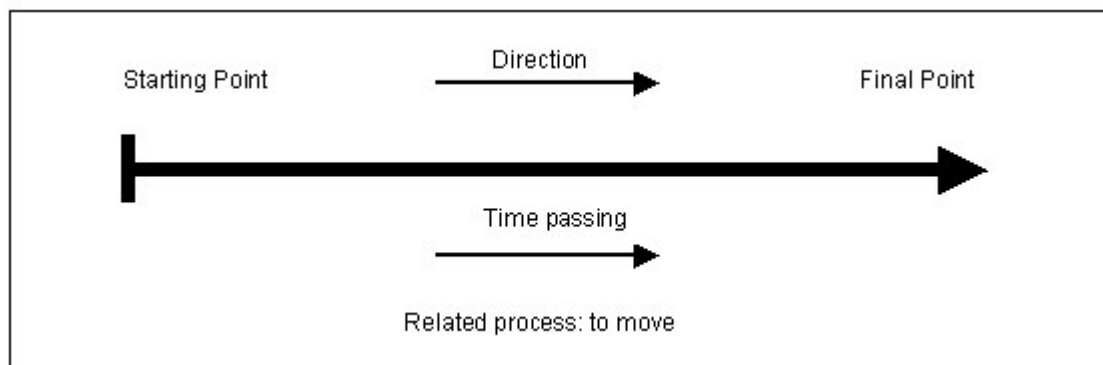 Direction
Starting Point
Final Point
Time passing
Related process: to move